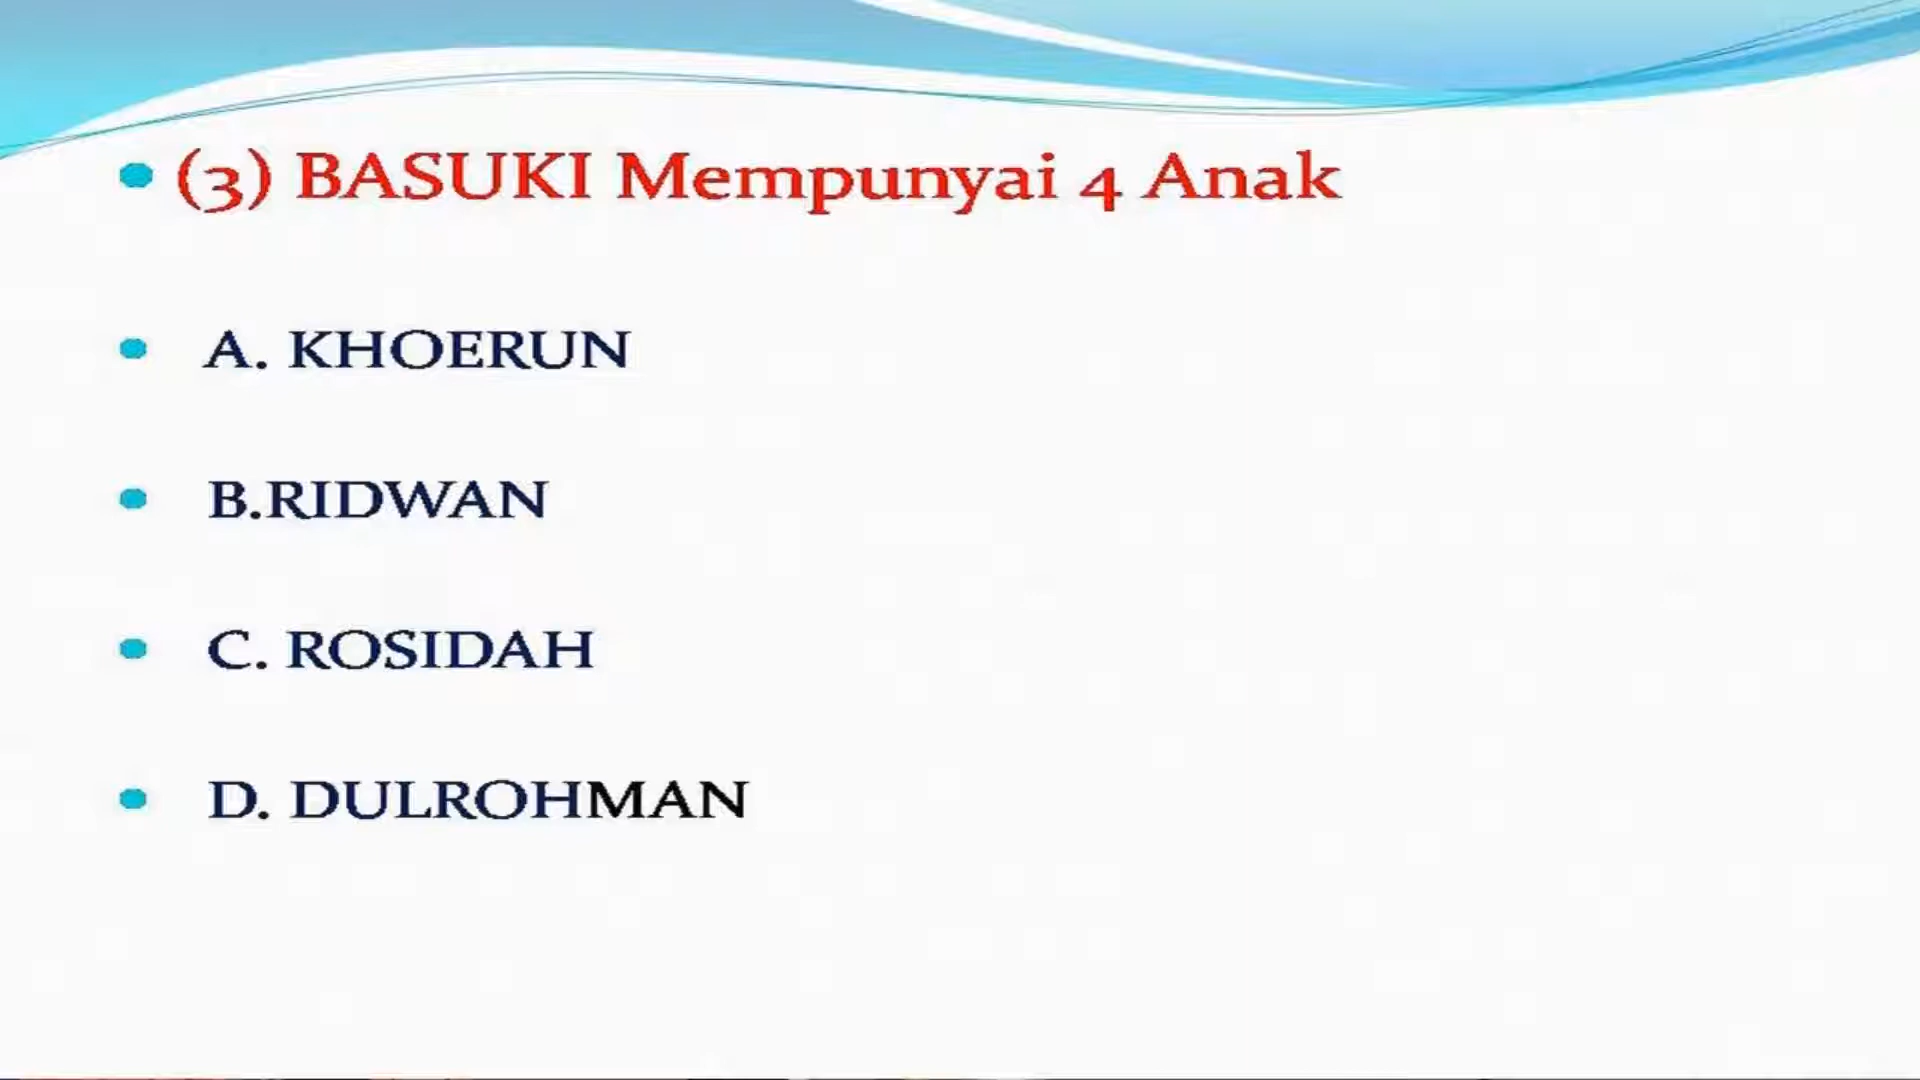 (3) BASUKI Mempunyai 4 Anak
A. KHOERUN
B.RIDWAN
C. ROSIDAH
D. DULROHMAN